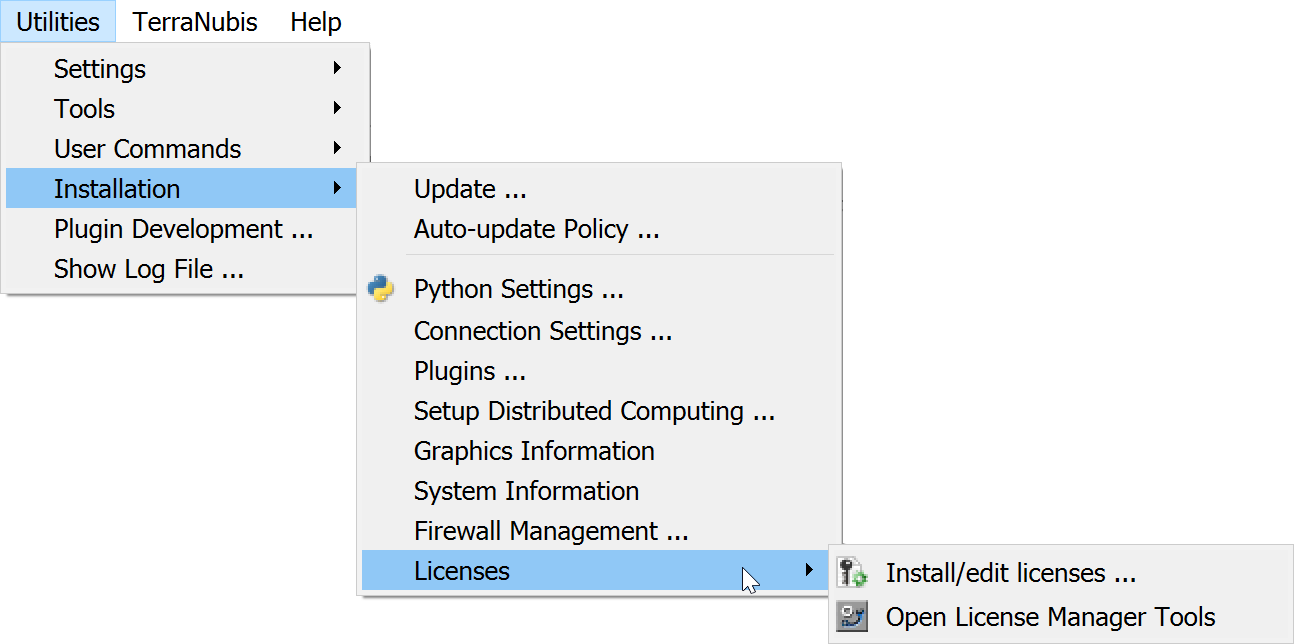 Utilities TerraNubis Help
Settings
Tools
User Commands
Installation
Plugin Development ...
Show Log File ...
Update ...
Auto-update Policy ...
Python Settings ...
Connection Settings ...
Plugins ...
Setup Distributed Computing ...
Graphics Information
System Information
Firewall Management ...
Licenses
Install/edit licenses ...
Open License Manager Tools